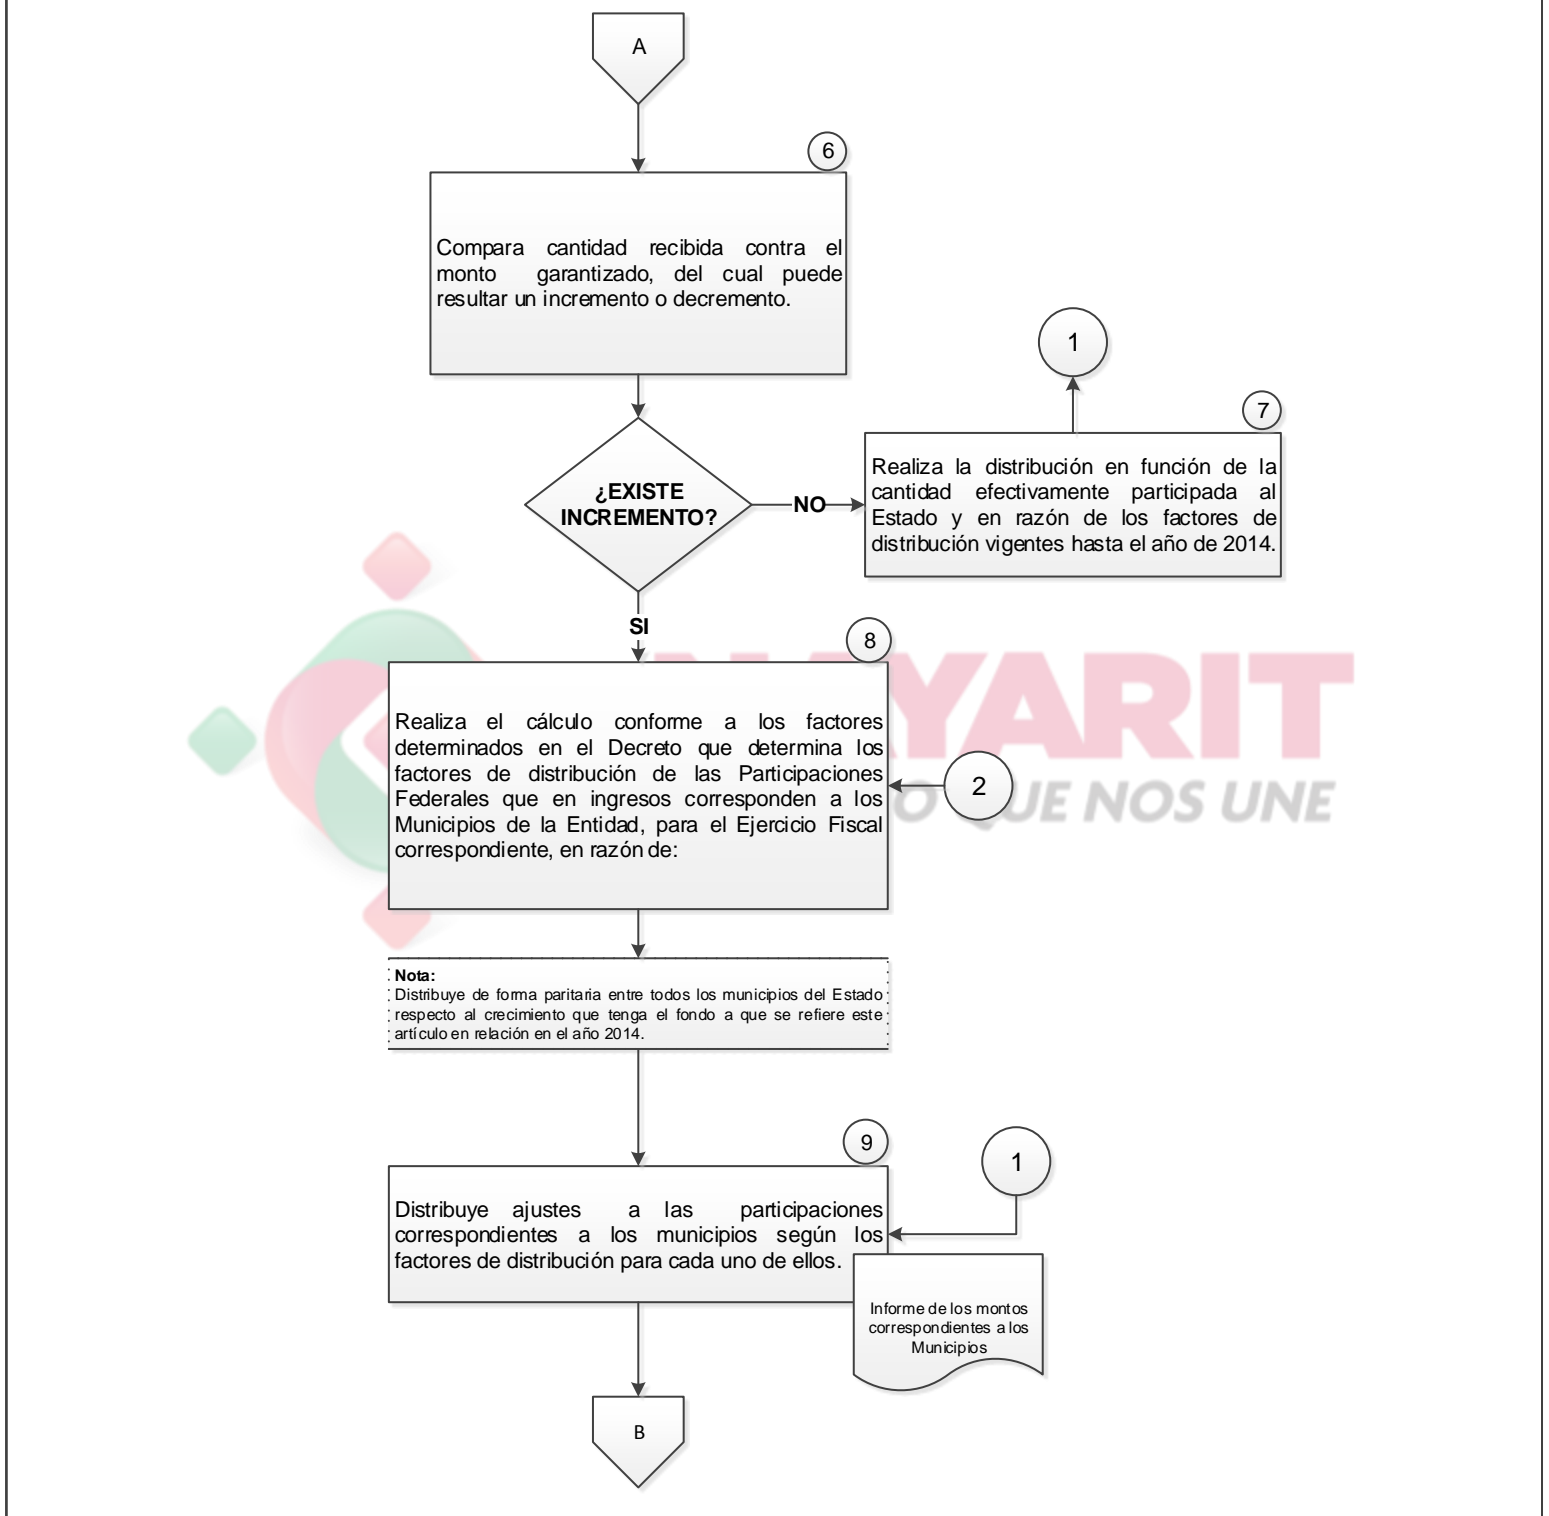 A
6
Compara cantidad recibida contra el
monto garantizado, del cual puede
resultar un incremento o decremento.
1
7
Realiza la distribución en función de la
cantidad efectivamente participada al
Estado y en razón de los factores de
distribución vigentes hasta el año de 2014.
¿EXISTE
INCREMENTO?
NO
SI
8
Realiza el cálculo conforme a los factores
determinados en el Decreto que determina los
factores de distribución de las Participaciones
Federales que en ingresos corresponden a los
Municipios de la Entidad, para el Ejercicio Fiscal
correspondiente, en razón de:
2
YARIT
O QUE NOS UNE
Nota:
Distribuye de forma paritaria entre todos los municipios del Estado
respecto al crecimiento que tenga el fondo a que se refiere este
artículo en relación en el año 2014.
9
1
Distribuye ajustes a las participaciones
correspondientes a los municipios según los
factores de distribución para cada uno de ellos.
Informe de los montos
correspondientes a los
Municipios
B